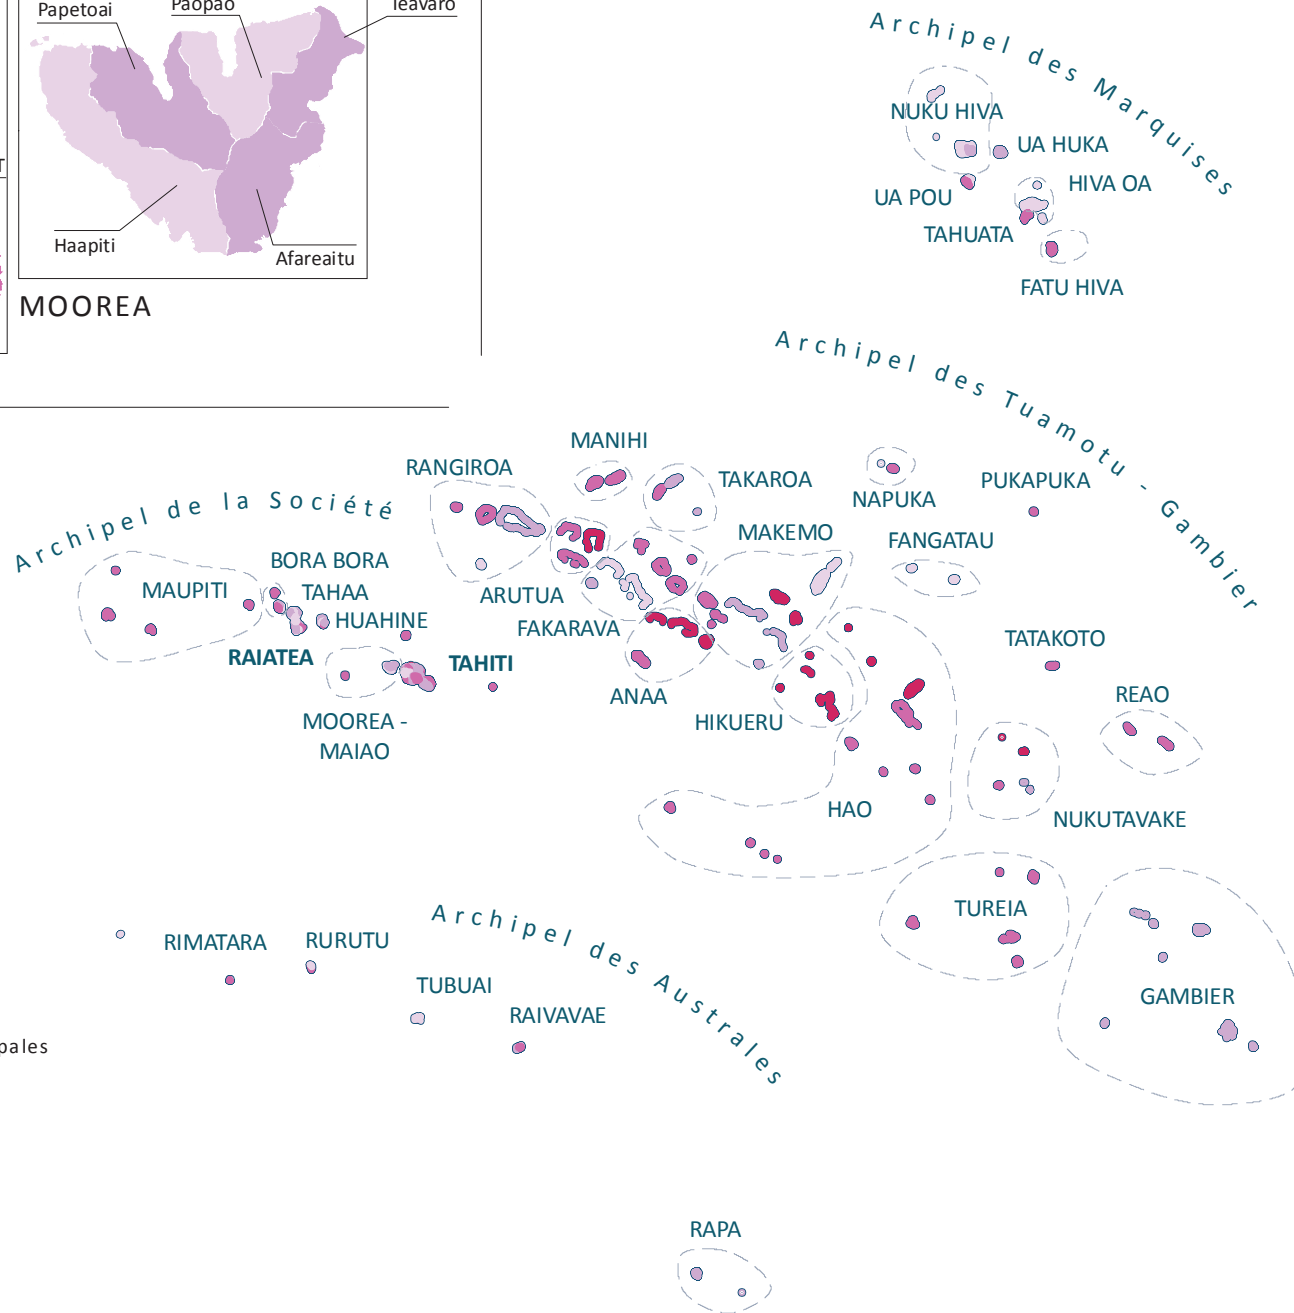 Papetoai
Paopao
Teavaro
Haapiti
Afareaitu
MOOREA
Archipel des Marquises
NUKU HIVA
UA HUKA
HIVA OA
UA POU
TAHUATA
FATU HIVA
Archipel des Tuamotu - Gambier
MANIHI
RANGIROA
TAKAROA
NAPUKA
PUKAPUKA
Archipel de la Société
MAKEMO
FANGATAU
BORA BORA
MAUPITI
TAHAA
ARUTUA
HUAHINE
FAKARAVA
TATAKOTO
RAIATEA
TAHITI
ANAA
REAO
MOOREA -
MAIAO
HIKUERU
HAO
NUKUTAVAKE
Archipel des Australes
TUREIA
RIMATARA
RURUTU
TUBUAI
GAMBIER
RAIVAVAE
pales
RAPA